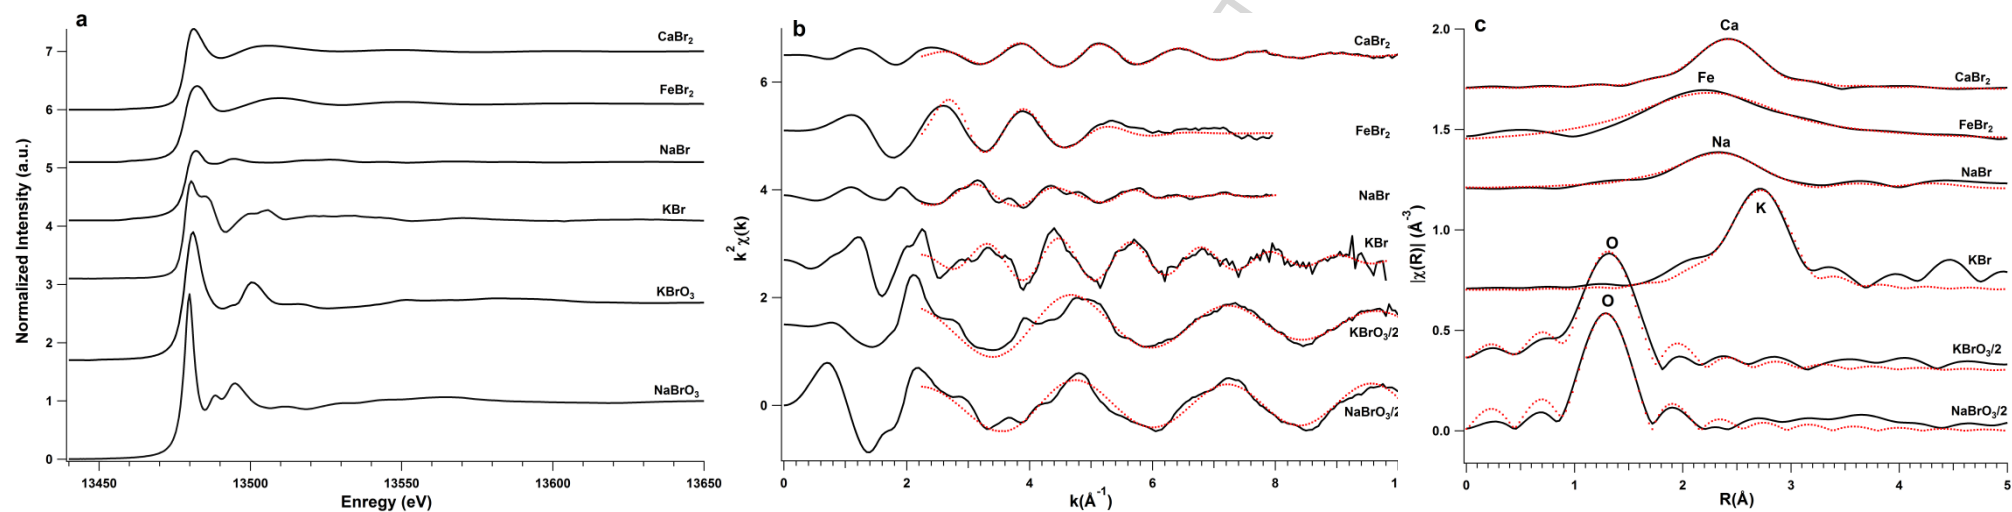 a
Normalized Intensity (a.u.)
7
6
5
4
3
2
1
0
CaBr2
FeBr2
NaBr
KBr
KBrO3
NaBrO3
13450
13500
13550
13600
13650
Enregy (eV)
b
k2χ(k)
6
4
2
0
CaBr2
FeBr2
NaBr
KBr
KBrO3/2
NaBrO3/2
0
2
4
6
8
1
k(Å-1)
c
|χ(R)| (Å-3)
2.0
1.5
1.0
0.5
0.0
Ca
CaBr2
Fe
FeBr2
Na
NaBr
K
KBr
O
KBrO3/2
O
NaBrO3/2
0
1
2
3
4
5
R(Å)